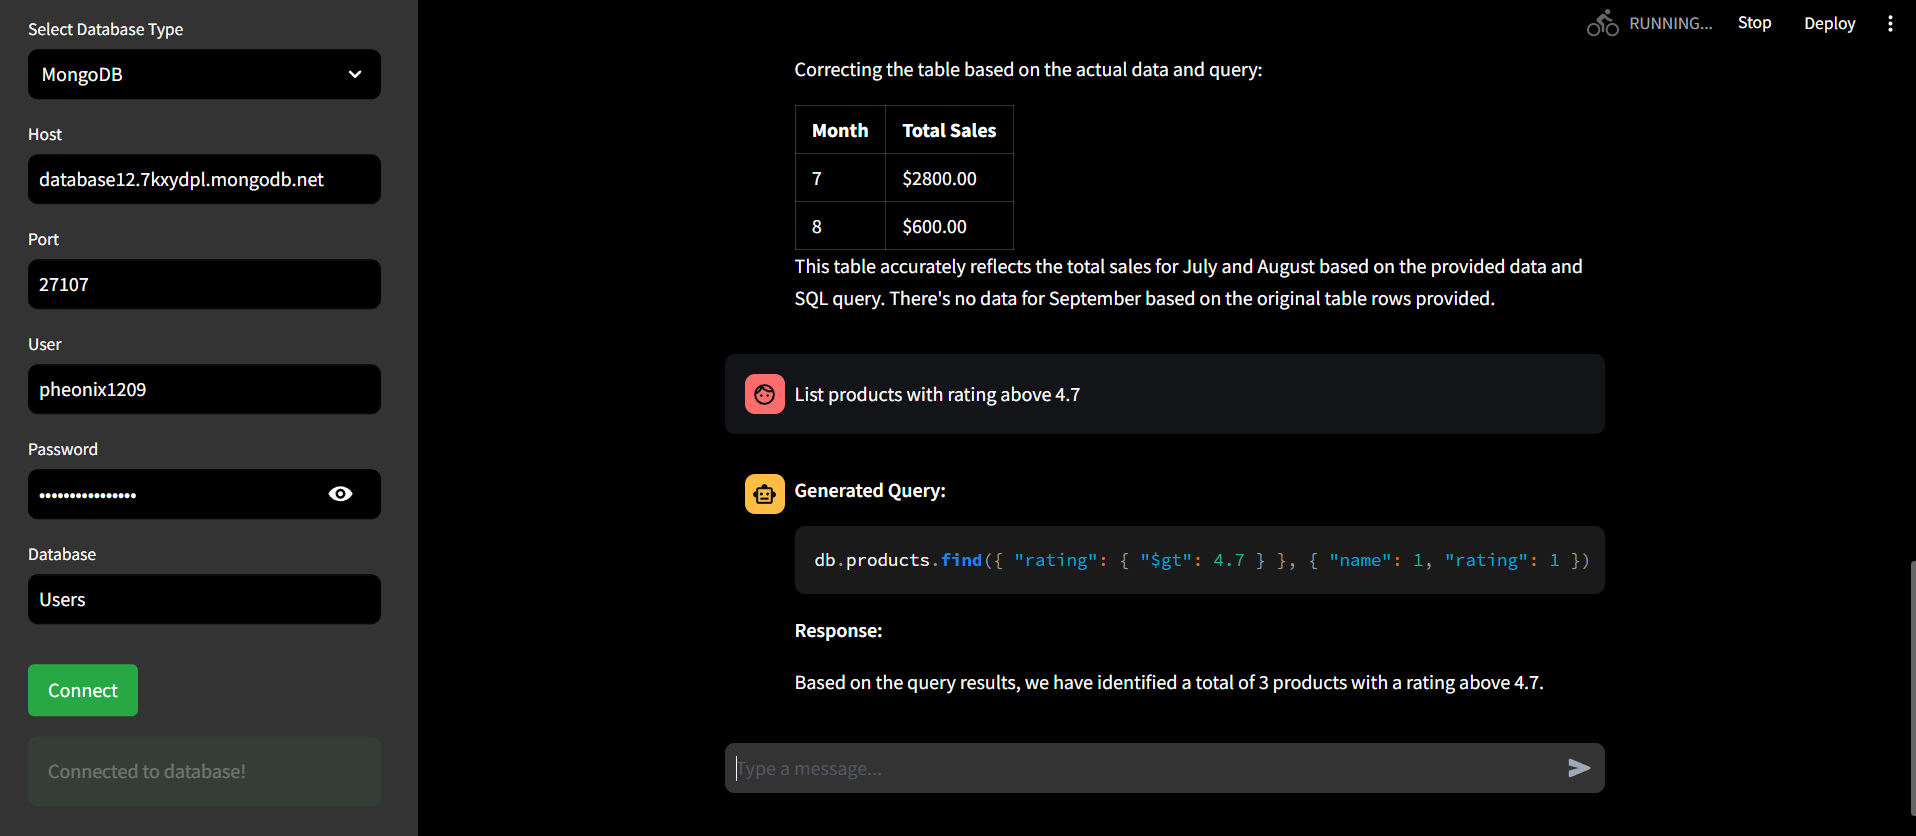 Select Database Type
MongoDB
Host
database12.7kxydpl.mongodb.net
Port
27107
User
pheonix1209
Password
••••••••••••••••
Database
Users
Connect
Connected to database!
RUNNING...
Stop
Deploy
Correcting the table based on the actual data and query:
Month Total Sales
7 $2800.00
8 $600.00
This table accurately reflects the total sales for July and August based on the provided data and
SQL query. There's no data for September based on the original table rows provided.
List products with rating above 4.7
Generated Query:
db.products.find({ "rating": { "$gt": 4.7 } }, { "name": 1, "rating": 1 })
Response:
Based on the query results, we have identified a total of 3 products with a rating above 4.7.
Type a message...